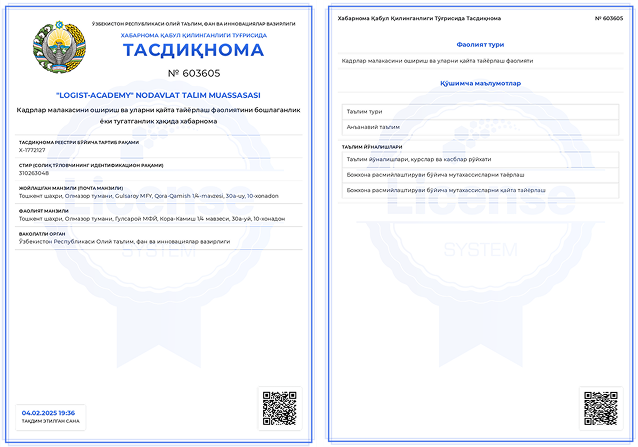 ЎЗБЕКИСТОН РЕСПУБЛИКАСИ ОЛИЙ ТАЪЛИМ, ФАН ВА ИННОВАЦИЯЛАР ВАЗИРЛИГИ
ХАБАРНОМА ҚАБУЛ ҚИЛИНГАНЛИГИ ТЎҒРИСИДА
ТАСДИҚНОМА
№ 603605
"LOGIST-ACADEMY" NODAVLAT TALIM MUASSASASI
Кадрлар малакасини ошириш ва уларни қайта тайёрлаш фаолиятини бошлаганлик
ёки тугатганлик ҳақида хабарнома
ТАСДИҚНОМА РЕЕСТРИ БЎЙИЧА ТАРТИБ РАҚАМИ
X-1772127
СТИР (СОЛИҚ ТЎЛОВЧИНИНГ ИДЕНТИФИКАЦИОН РАҚАМИ)
310263048
ЖОЙЛАШГАН МАНЗИЛИ (ПОЧТА МАНЗИЛИ)
Тошкент шаҳри, Олмазор тумани, Gulsaroy MFY, Qora-Qamish 1/4-mavzesi, 30a-uy, 10-xonadon
ФАОЛИЯТ МАНЗИЛИ
Тошкент шаҳри, Олмазор тумани, Гулсарой МФЙ, Кора-Камиш 1/4 мавзеси, 30а-уй, 10-хонадон
ВАКОЛАТЛИ ОРГАН
Ўзбекистон Республикаси Олий таълим, фан ва инновациялар вазирлиги
License
SYSTEM
04.02.2025 19:36
ТАҚДИМ ЭТИЛГАН САНА
Хабарнома Қабул Қилинганлиги Тўғрисида Тасдиқнома
№ 603605
Фаолият тури
Кадрлар малакасини ошириш ва уларни қайта тайёрлаш фаолияти
Қўшимча маълумотлар
Таълим тури
Анъанавий таълим
ТАЪЛИМ ЙЎНАЛИШЛАРИ
Таълим йўналишлари, курслар ва касблар рўйхати
Божхона расмийлаштируви бўйича мутахассисларни таёрлаш
Божхона расмийлаштируви бўйича мутахассисларни қайта тайёрлаш
License
SYSTEM